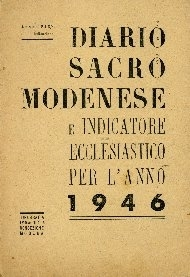 DIARIO
SACRO
MODENESE
E INDICATORE
ECCLESIASTICO
PER L'ANNO
1946